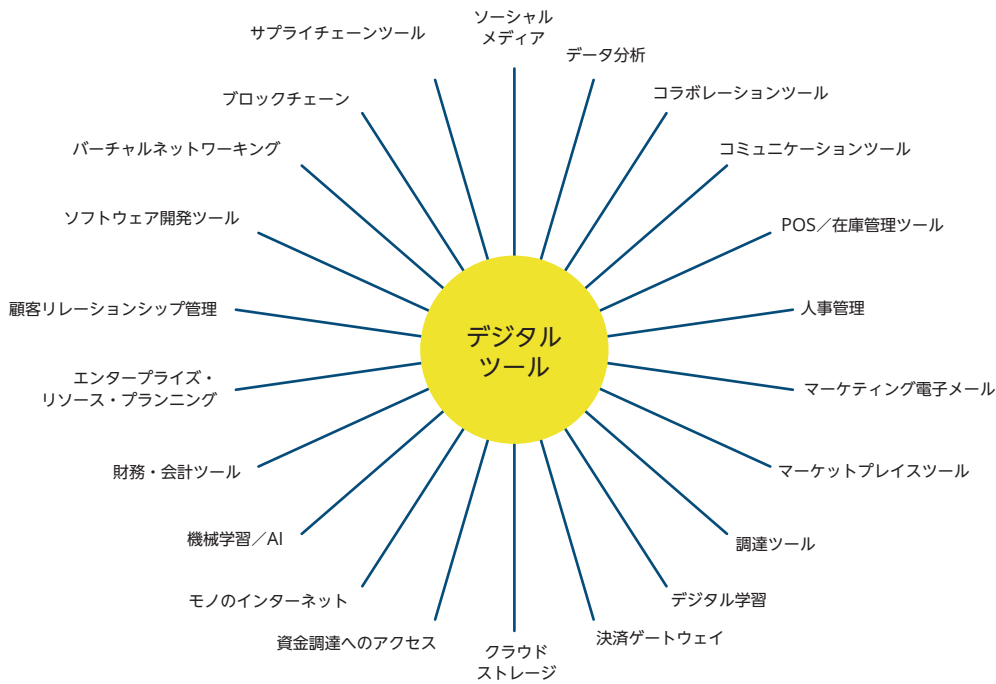 ソーシャル
メディア
サプライチェーンツール
データ分析
コラボレーションツール
ブロックチェーン
コミュニケーションツール
バーチャルネットワーキング
ソフトウェア開発ツール
POS／在庫管理ツール
顧客リレーションシップ管理
人事管理
デジタル
ツール
エンタープライズ・
リソース・プランニング
マーケティング電子メール
財務・会計ツール
マーケットプレイスツール
機械学習／AI
調達ツール
モノのインターネット
デジタル学習
資金調達へのアクセス
決済ゲートウェイ
クラウド
ストレージ